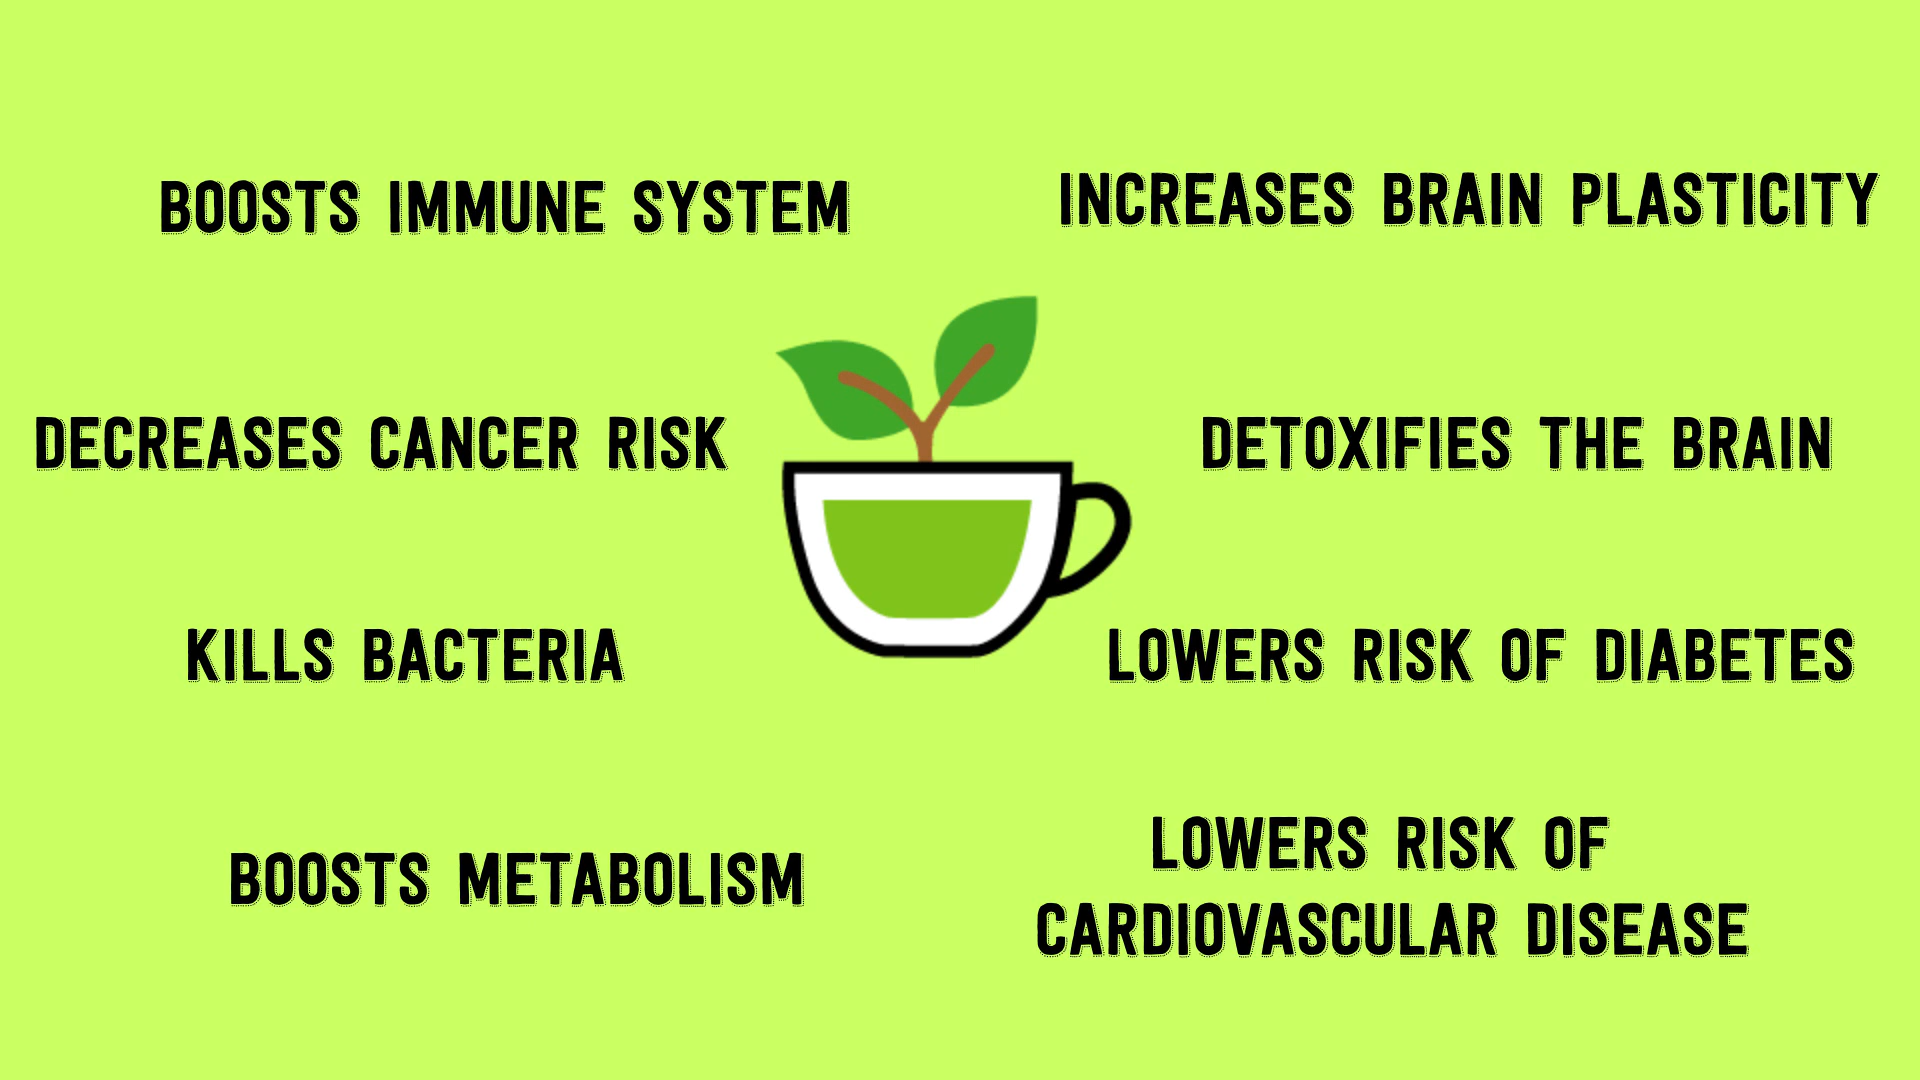 BOOSTS IMMUNE SYSTEM
INCREASES BRAIN PLASTICITY
DECREASES CANCER RISK
DETOXIFIES THE BRAIN
KILLS BACTERIA
LOWERS RISK OF DIABETES
BOOSTS METABOLISM
LOWERS RISK OF
CARDIOVASCULAR DISEASE